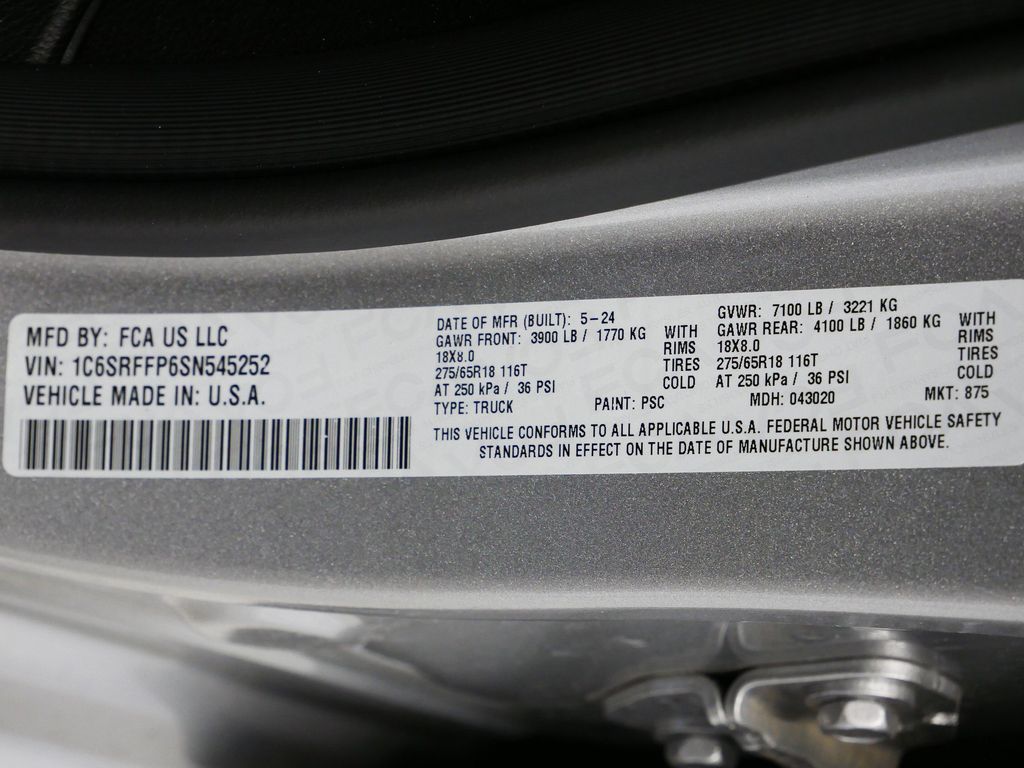 MFD BY: FCA US LLC
VIN: 1C6SRFFP6SN545252
VEHICLE MADE IN: U.S.A.
DATE OF MFR (BUILT): 5-24
GAWR FRONT: 3900 LB / 1770 KG WITH
18X8.0 RIMS
275/65R18 116T TIRES
AT 250 kPa / 36 PSI COLD
GVWR: 7100 LB / 3221 KG
GAWR REAR: 4100 LB / 1860 KG WITH
18X8.0 RIMS
275/65R18 116T TIRES
AT 250 kPa / 36 PSI COLD
TYPE: TRUCK PAINT: PSC MDH: 043020 MKT: 875
THIS VEHICLE CONFORMS TO ALL APPLICABLE U.S.A. FEDERAL MOTOR VEHICLE SAFETY
STANDARDS IN EFFECT ON THE DATE OF MANUFACTURE SHOWN ABOVE.